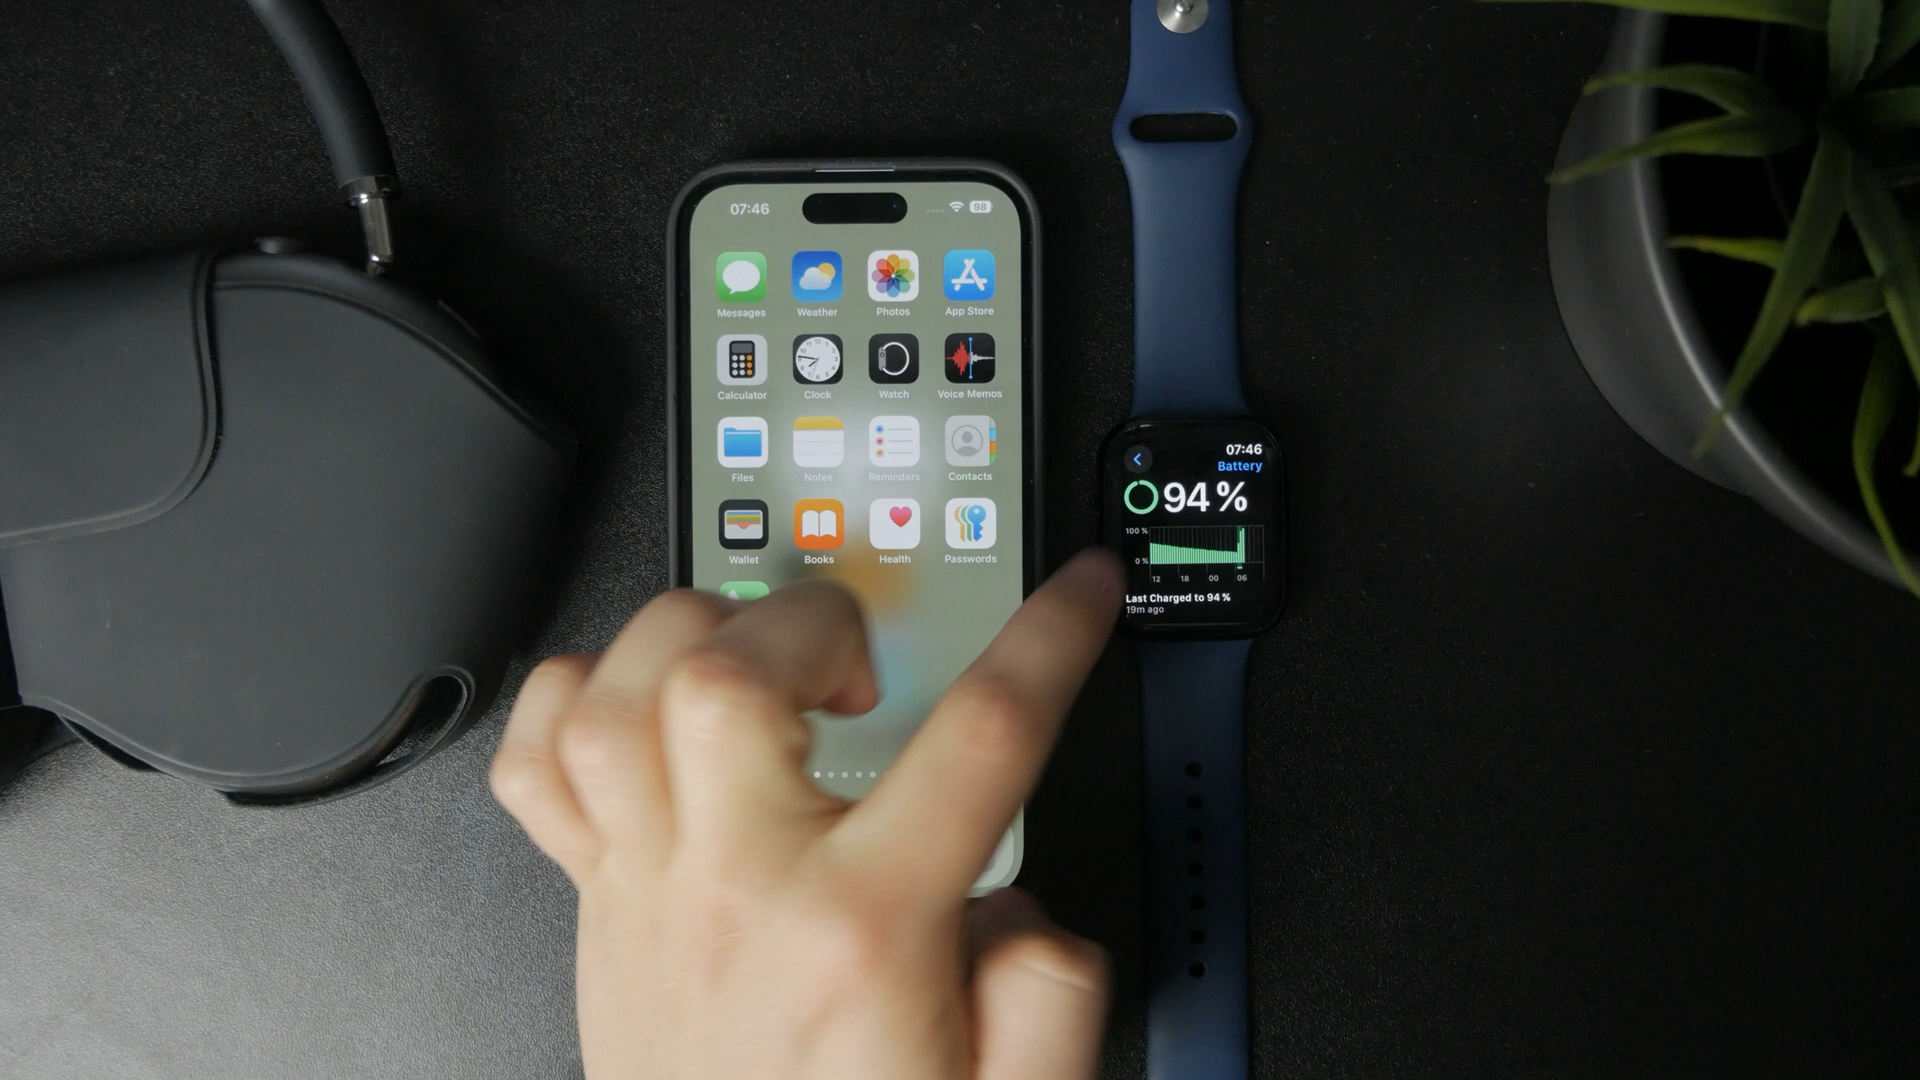 07:46
98
Messages
Weather
Photos
App Store
Calculator
Clock
Watch
Voice Memos
Files
Notes
Reminders
Contacts
Wallet
Books
Health
Passwords
07:46
Battery
94%
100 %
0 %
12 18 00 06
Last Charged to 94 %
19m ago